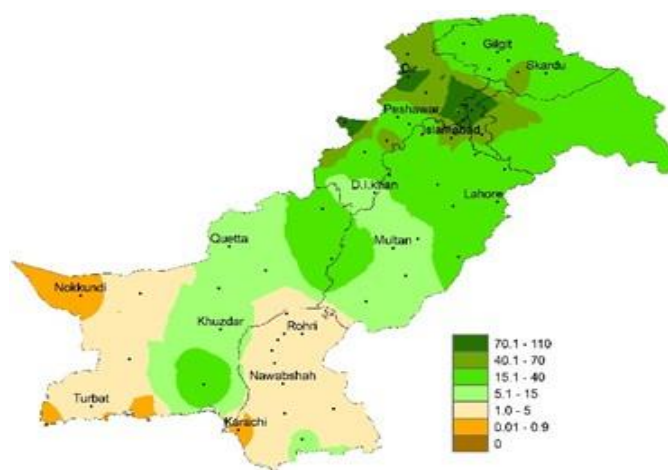 Gilgit
Skardu
Dir
Peshawar
Islamabad
D.I.khan
Lahore
Quetta
Multan
Nokkundi
Khuzdar
Rohri
Nawabshah
Turbat
Karachi
70.1 - 110
40.1 - 70
15.1 - 40
5.1 - 15
1.0 - 5
0.01 - 0.9
0